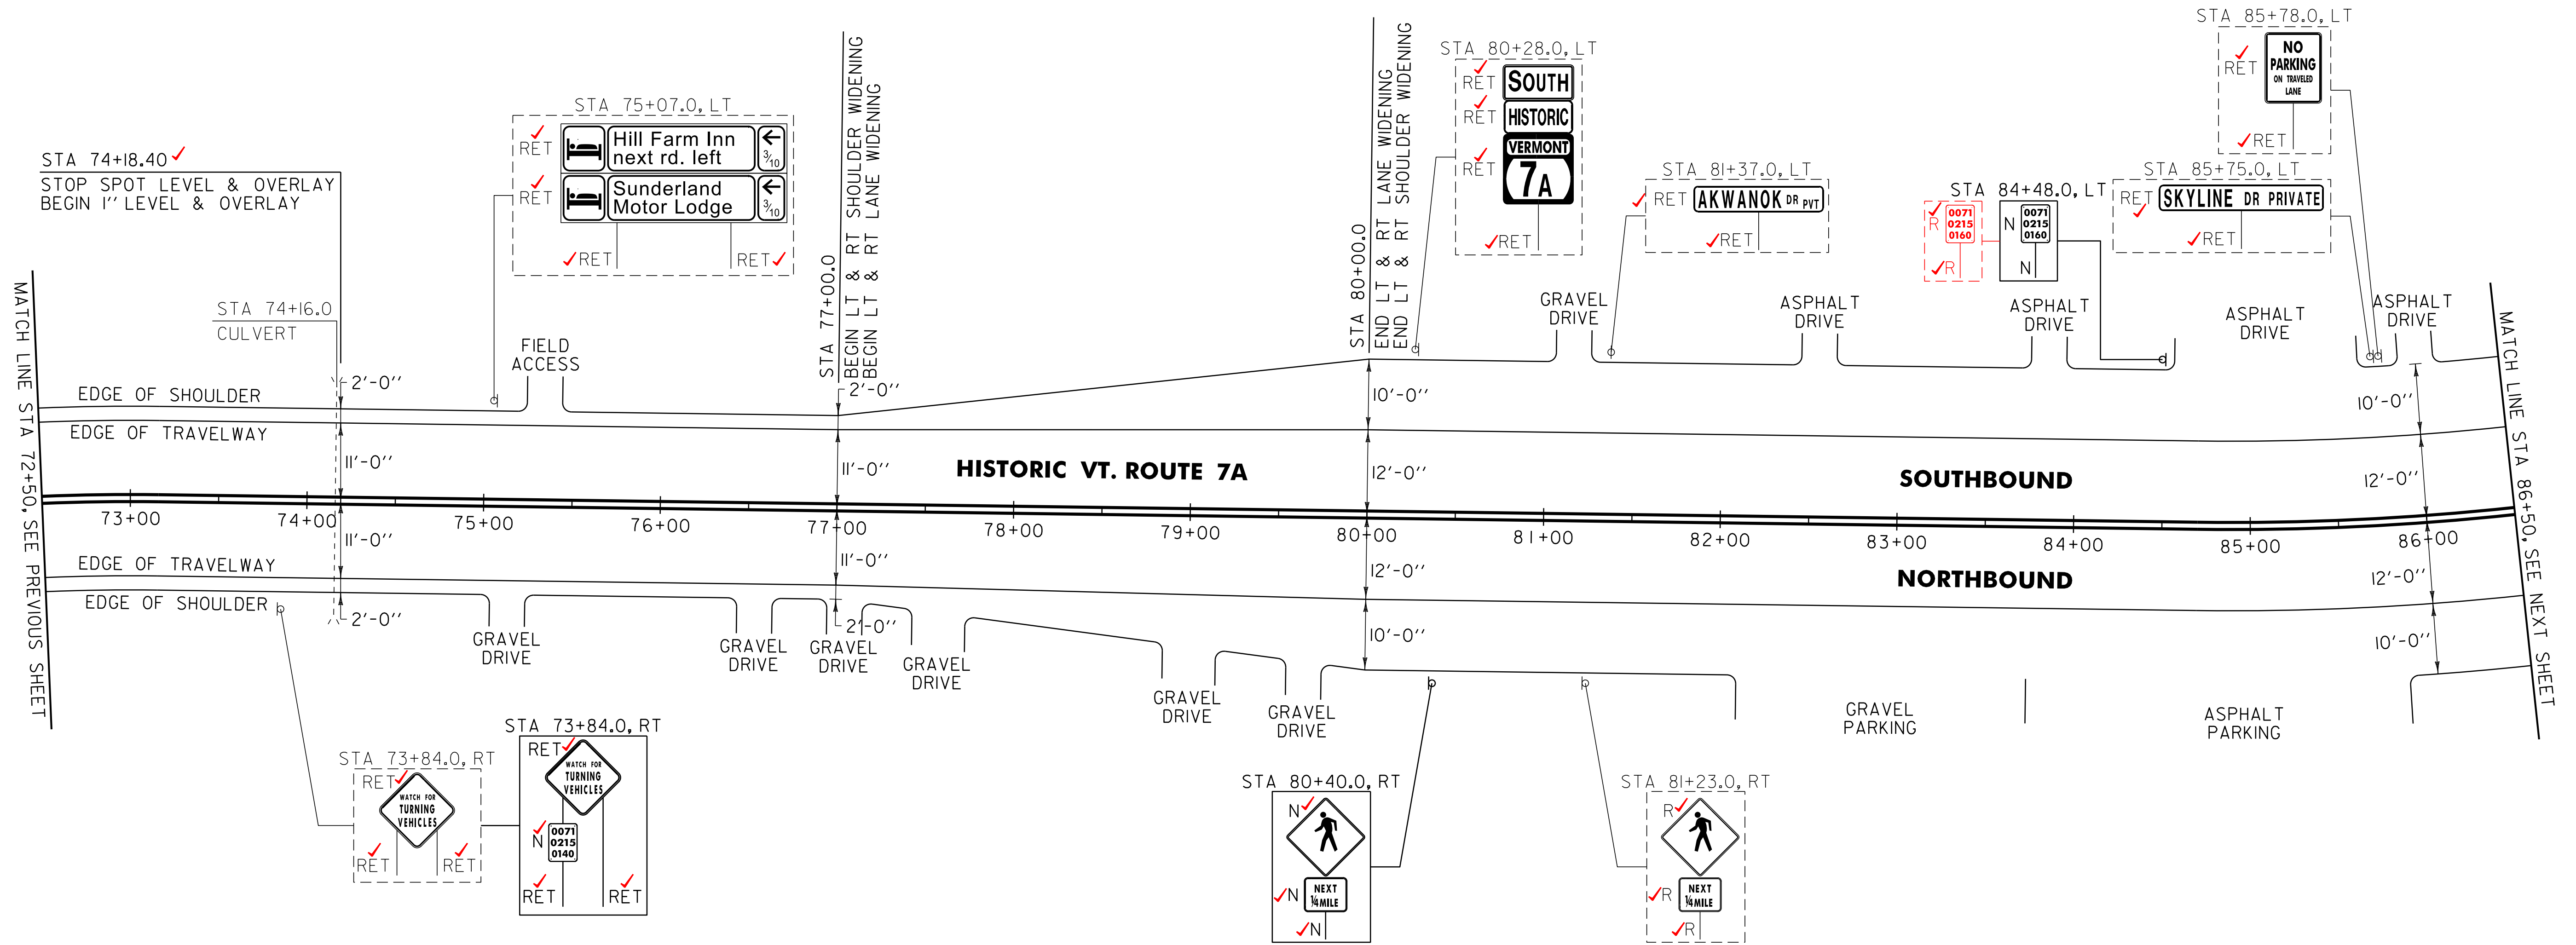 STA 74+18.40
STOP SPOT LEVEL & OVERLAY
BEGIN 1'' LEVEL & OVERLAY
STA 74+16.0
CULVERT
STA 75+07.0, LT
RET
Hill Farm Inn
next rd. left
3/10
RET
Sunderland
Motor Lodge
3/10
RET
RET
STA 77+00.0
BEGIN LT & RT SHOULDER WIDENING
BEGIN LT & RT LANE WIDENING
STA 80+00.0
END LT & RT LANE WIDENING
END LT & RT SHOULDER WIDENING
STA 80+28.0, LT
RET
SOUTH
RET
HISTORIC
RET
VERMONT
7A
RET
STA 81+37.0, LT
RET
AKWANOK DR PVT
RET
STA 84+48.0, LT
R
0071
0215
0160
R
N
0071
0215
0160
N
STA 85+78.0, LT
RET
NO
PARKING
ON TRAVELED
LANE
RET
STA 85+75.0, LT
RET
SKYLINE DR PRIVATE
RET
FIELD
ACCESS
GRAVEL
DRIVE
ASPHALT
DRIVE
ASPHALT
DRIVE
ASPHALT
DRIVE
ASPHALT
DRIVE
MATCH LINE STA 72+50, SEE PREVIOUS SHEET
EDGE OF SHOULDER
EDGE OF TRAVELWAY
2'-0''
11'-0''
2'-0''
11'-0''
10'-0''
12'-0''
10'-0''
12'-0''
HISTORIC VT. ROUTE 7A
SOUTHBOUND
73+00
74+00
75+00
76+00
77+00
78+00
79+00
80+00
81+00
82+00
83+00
84+00
85+00
86+00
MATCH LINE STA 86+50, SEE NEXT SHEET
NORTHBOUND
EDGE OF TRAVELWAY
EDGE OF SHOULDER
11'-0''
2'-0''
11'-0''
2'-0''
12'-0''
10'-0''
12'-0''
10'-0''
GRAVEL
DRIVE
GRAVEL
DRIVE
GRAVEL
DRIVE
GRAVEL
DRIVE
GRAVEL
DRIVE
GRAVEL
DRIVE
GRAVEL
PARKING
ASPHALT
PARKING
STA 73+84.0, RT
RET
WATCH FOR
TURNING
VEHICLES
RET
RET
STA 73+84.0, RT
RET
WATCH FOR
TURNING
VEHICLES
N
0071
0215
0140
RET
RET
STA 80+40.0, RT
N
N
NEXT
1/4 MILE
N
STA 81+23.0, RT
R
R
NEXT
1/4 MILE
R